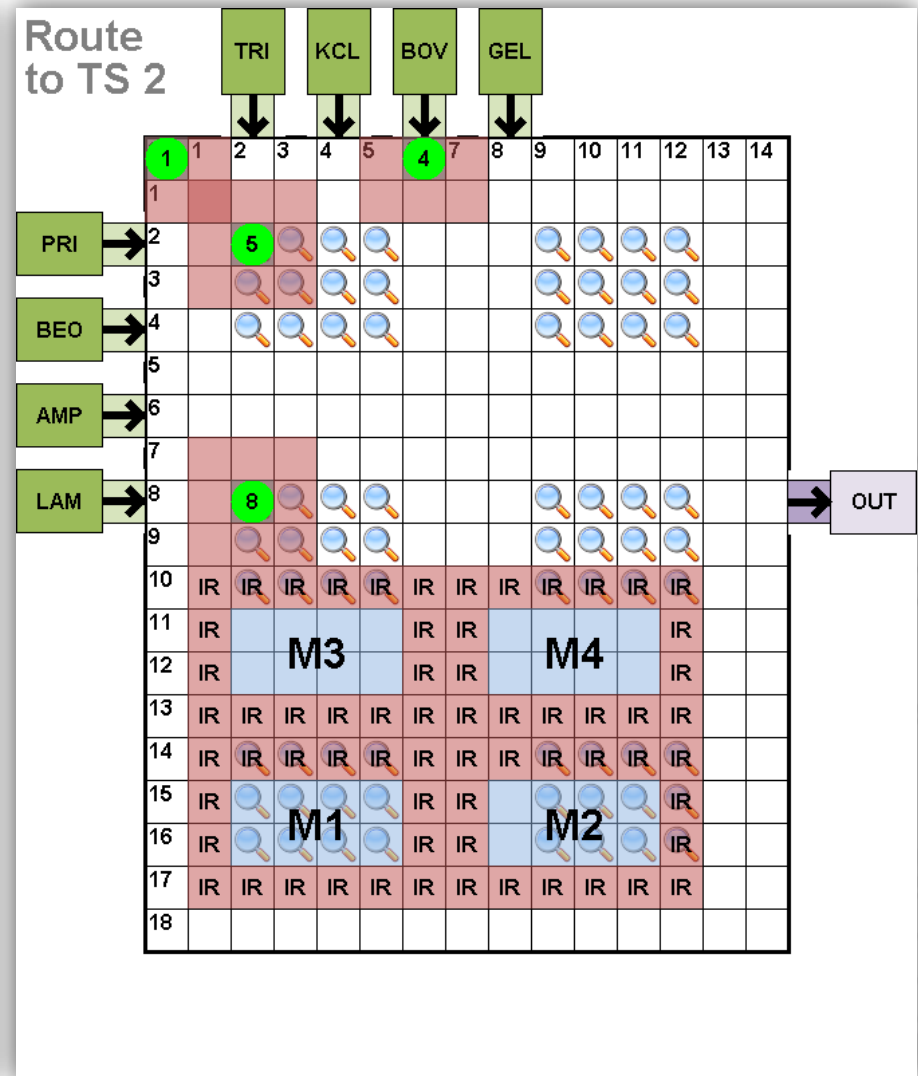 Route
to TS 2
TRI KCL BOV GEL
1 1 2 3 4 5 4 7 8 9 10 11 12 13 14
1
PRI 2 5
3
BEO 4
5
AMP 6
7
LAM 8 8 OUT
9
10 IR IR IR IR IR IR IR IR IR IR IR IR
11 IR M3 IR IR M4 IR
12 IR IR IR IR
13 IR IR IR IR IR IR IR IR IR IR IR IR
14 IR IR IR IR IR IR IR IR IR IR IR IR
15 IR M1 IR IR M2 IR
16 IR IR IR IR
17 IR IR IR IR IR IR IR IR IR IR IR IR
18